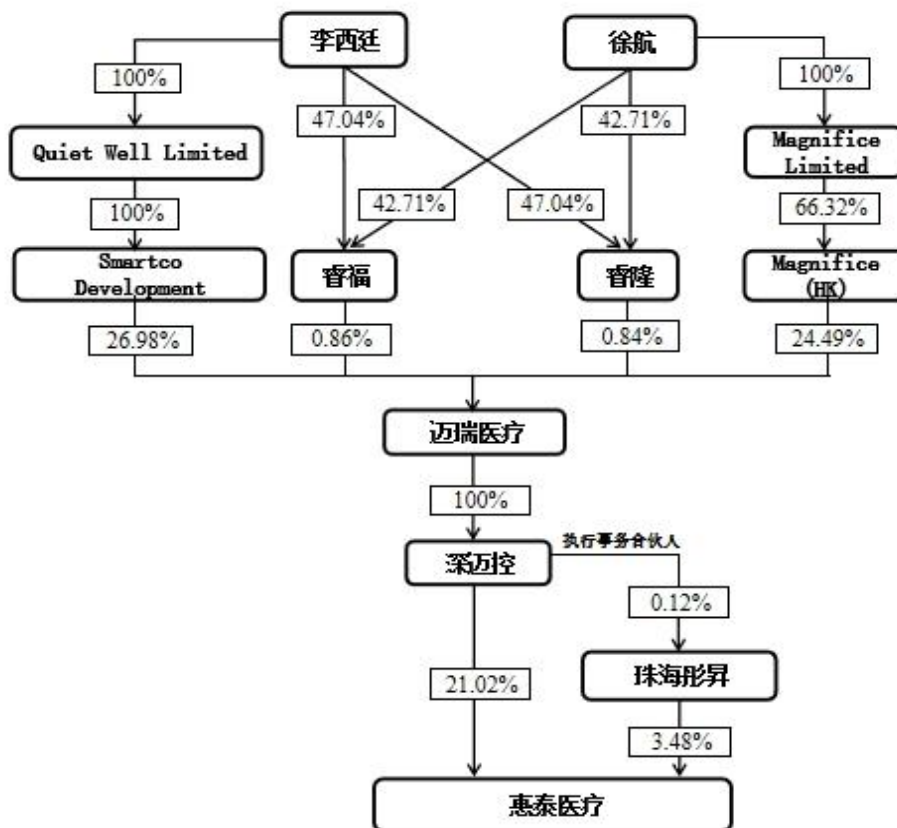 李西廷
徐航
100%
47.04%
42.71%
100%
Quiet Well Limited
Magnifice
Limited
100%
42.71%
47.04%
66.32%
Smartco
Development
睿福
睿隆
Magnifice
(HK)
26.98%
0.86%
0.84%
24.49%
迈瑞医疗
100%
深迈控
执行事务合伙人
0.12%
21.02%
珠海彤昇
3.48%
惠泰医疗